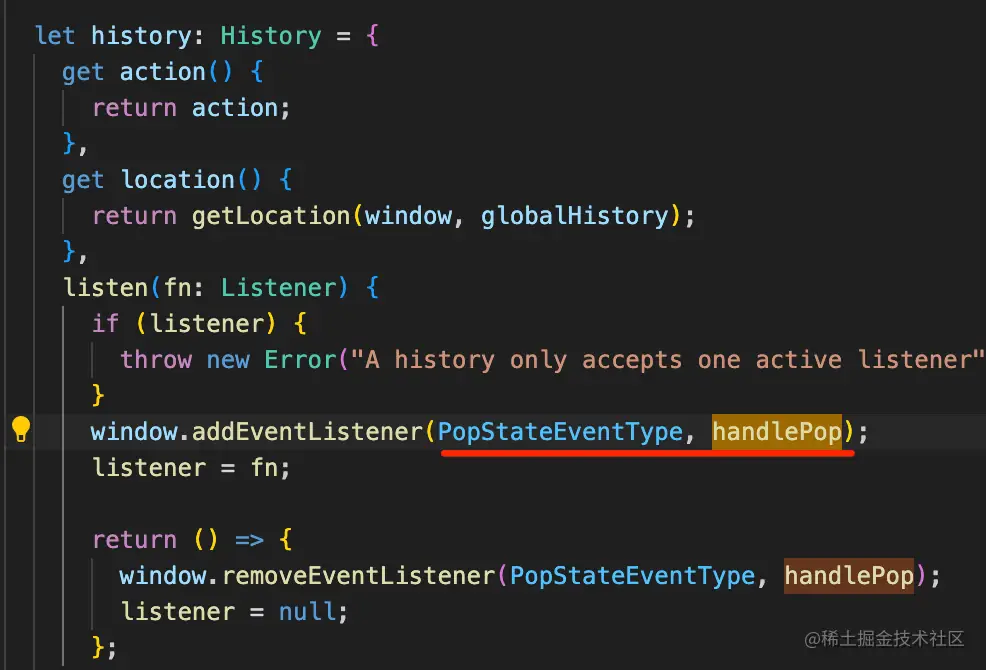 let history: History = {
  get action() {
    return action;
  },
  get location() {
    return getLocation(window, globalHistory);
  },
  listen(fn: Listener) {
    if (listener) {
      throw new Error("A history only accepts one active listener"
    }
    window.addEventListener(PopStateEventType, handlePop);
    listener = fn;

    return () => {
      window.removeEventListener(PopStateEventType, handlePop);
      listener = null;
    };
@稀土掘金技术社区